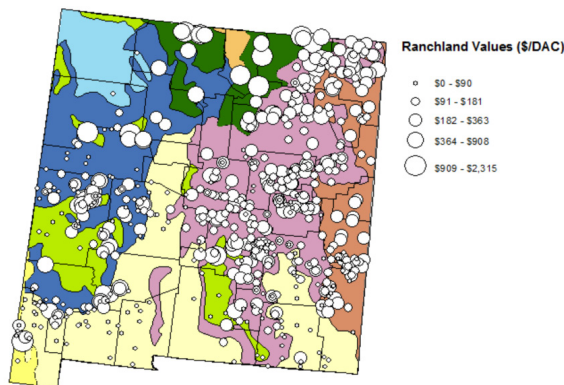 Ranchland Values ($/DAC)
$0 - $90
$91 - $181
$182 - $363
$364 - $908
$909 - $2,315